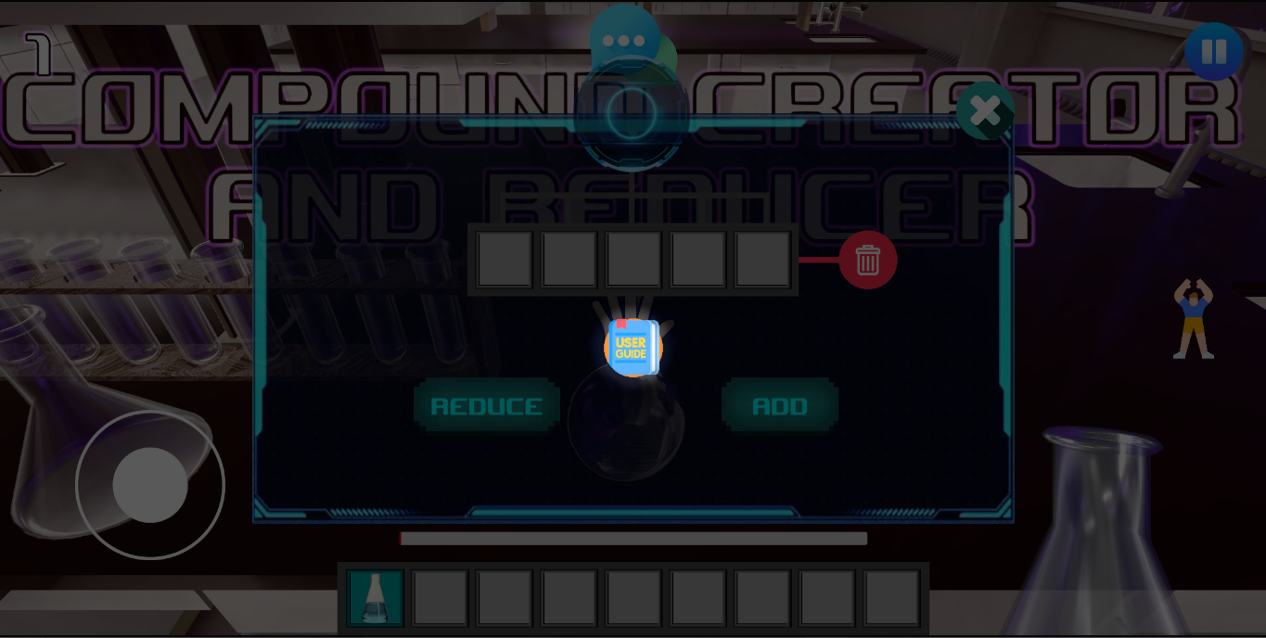 1
COMPOUND CREATOR
AND REDUCER
USER
GUIDE
REDUCE
ADD